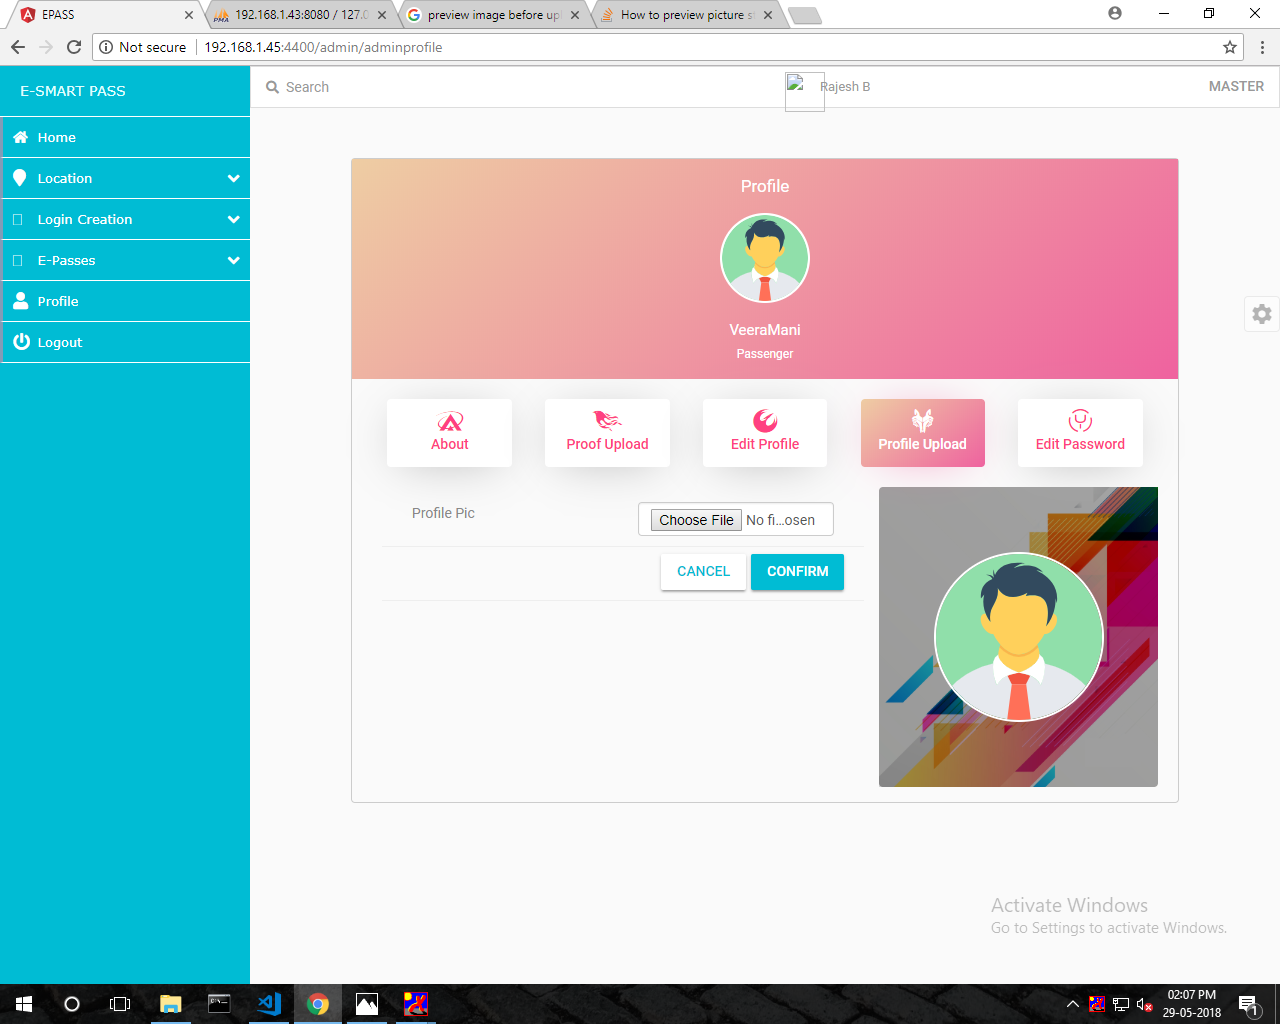 EPASS
192.168.1.43:8080 / 127.0
preview image before upl
How to preview picture st
Not secure
192.168.1.45:4400/admin/adminprofile
E-SMART PASS
Search
Rajesh B
MASTER
Home
Location
Login Creation
E-Passes
Profile
Logout
Profile
VeeraMani
Passenger
About
Proof Upload
Edit Profile
Profile Upload
Edit Password
Profile Pic
Choose File
No fi...osen
CANCEL
CONFIRM
Activate Windows
Go to Settings to activate Windows.
02:07 PM
29-05-2018
1